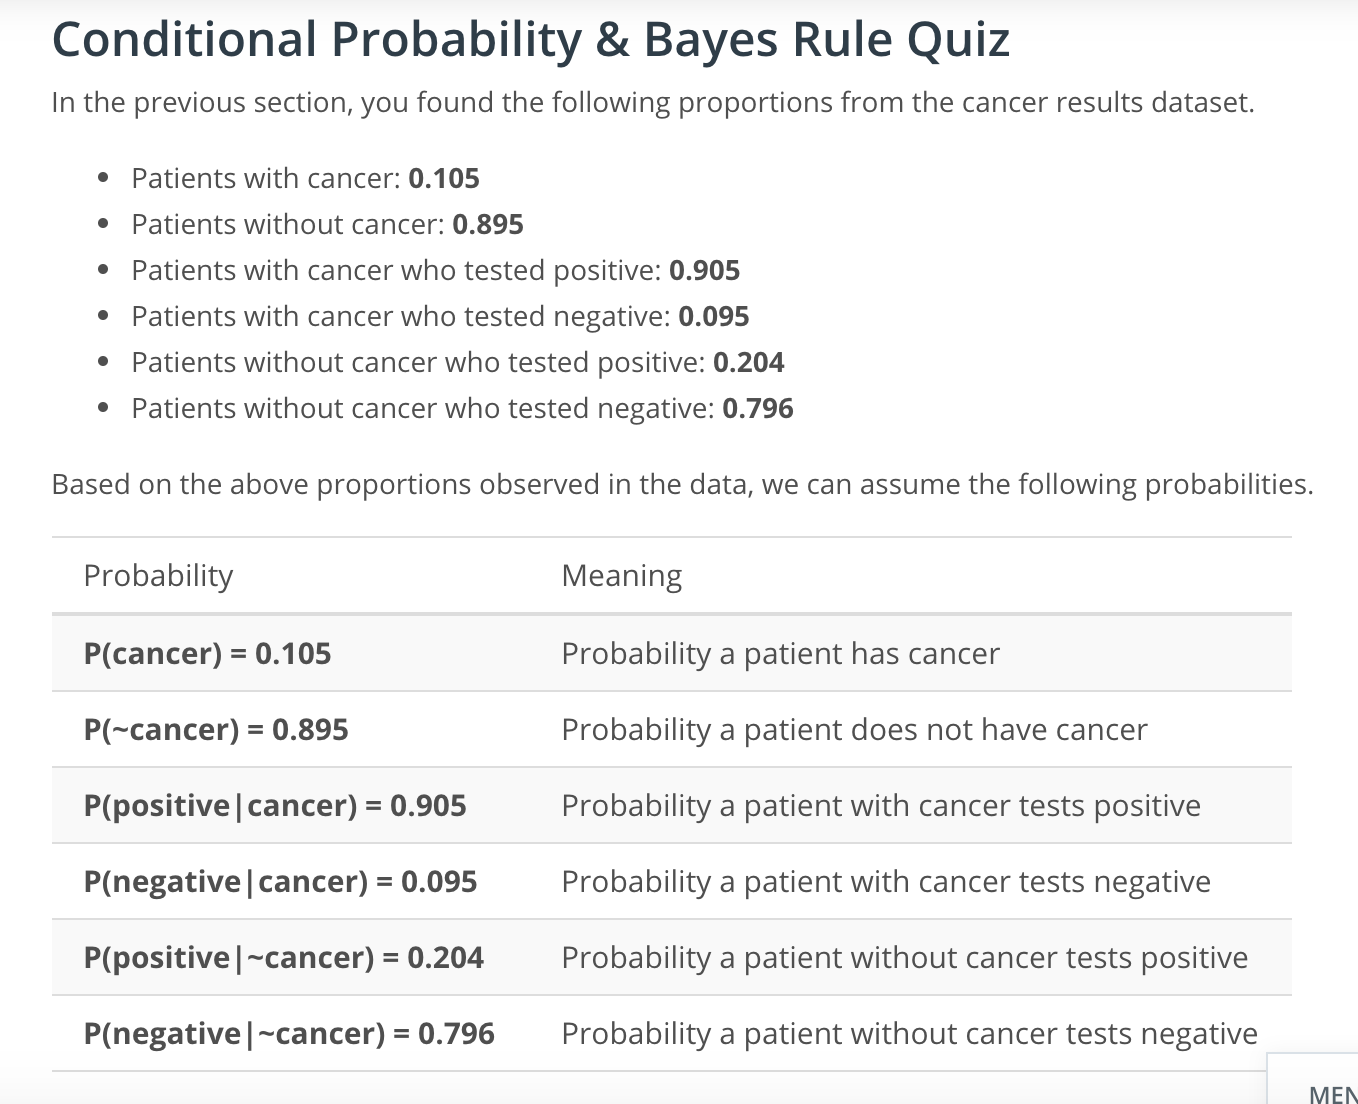 Conditional Probability & Bayes Rule Quiz
In the previous section, you found the following proportions from the cancer results dataset.
• Patients with cancer: 0.105
• Patients without cancer: 0.895
• Patients with cancer who tested positive: 0.905
• Patients with cancer who tested negative: 0.095
• Patients without cancer who tested positive: 0.204
• Patients without cancer who tested negative: 0.796
Based on the above proportions observed in the data, we can assume the following probabilities.
Probability Meaning
P(cancer) = 0.105 Probability a patient has cancer
P(~cancer) = 0.895 Probability a patient does not have cancer
P(positive|cancer) = 0.905 Probability a patient with cancer tests positive
P(negative|cancer) = 0.095 Probability a patient with cancer tests negative
P(positive|~cancer) = 0.204 Probability a patient without cancer tests positive
P(negative|~cancer) = 0.796 Probability a patient without cancer tests negative